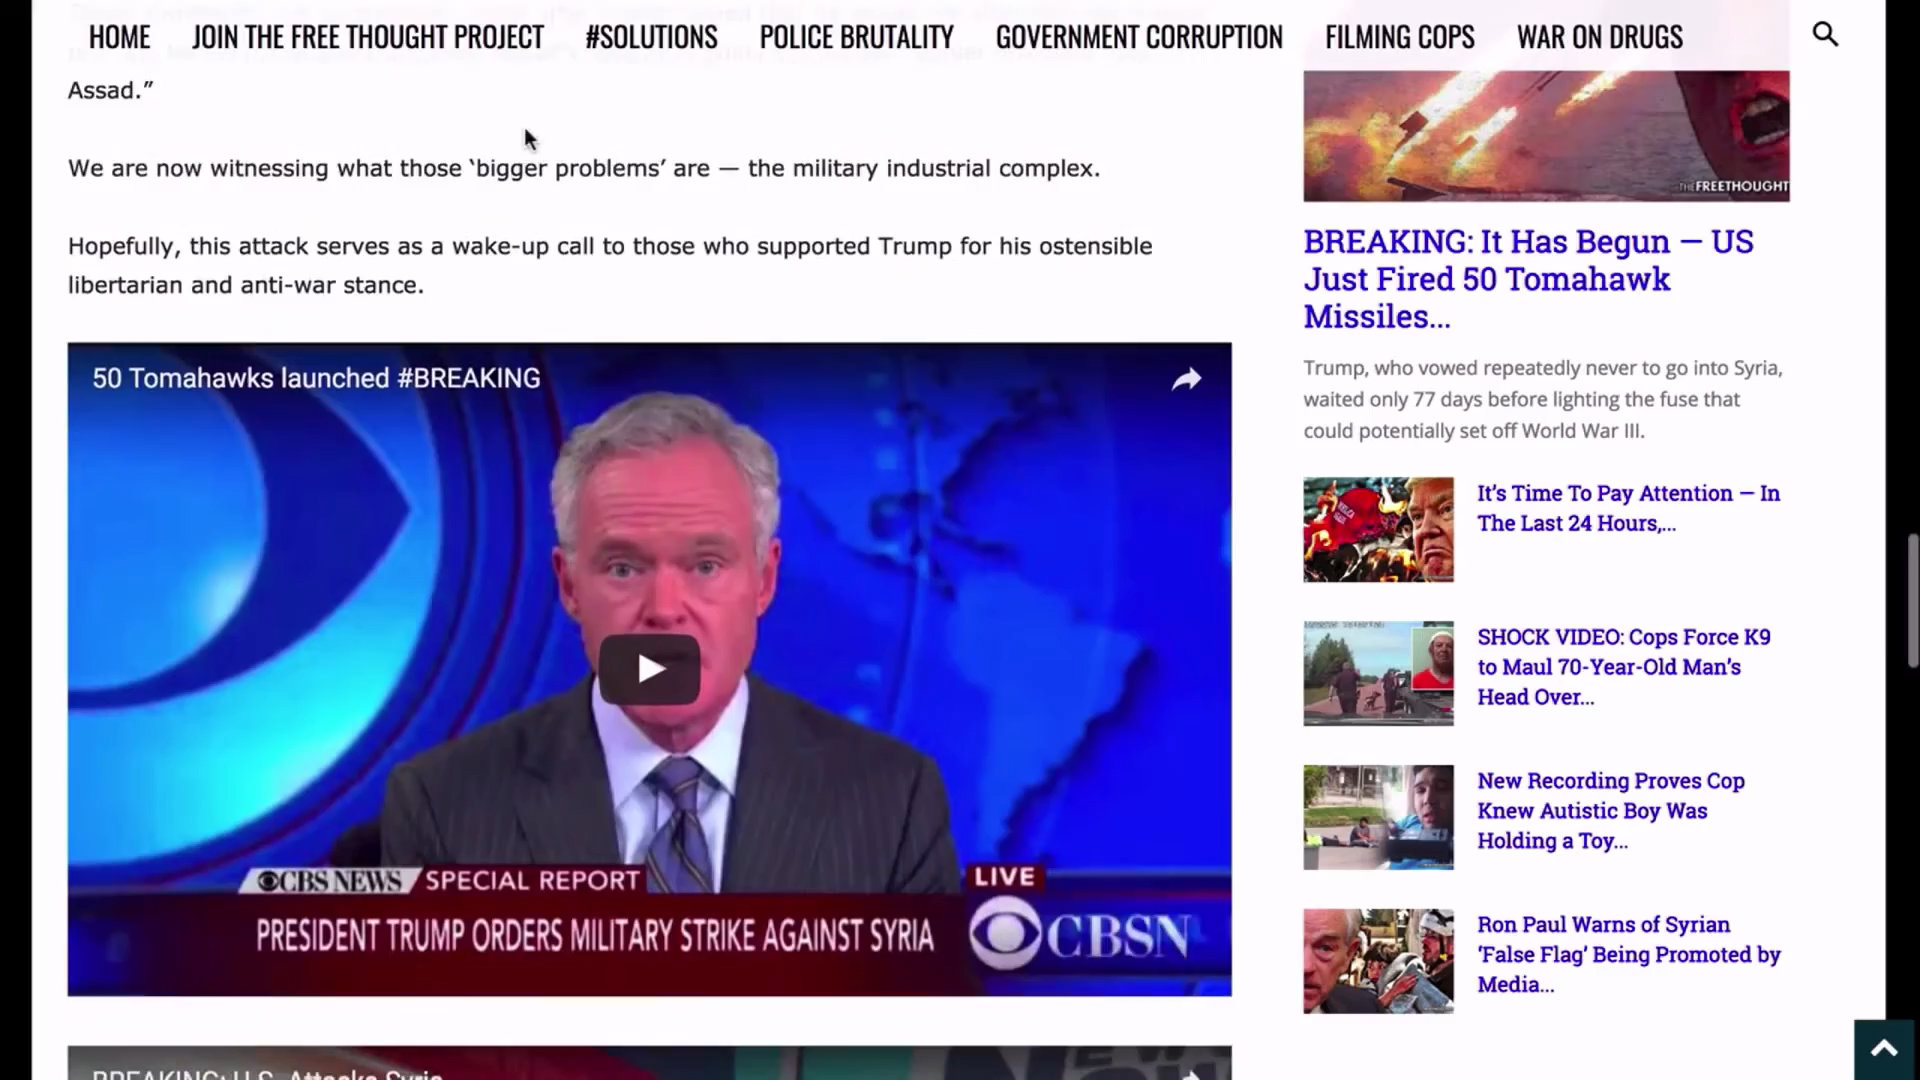 HOME JOIN THE FREE THOUGHT PROJECT #SOLUTIONS POLICE BRUTALITY GOVERNMENT CORRUPTION FILMING COPS WAR ON DRUGS
Assad.”
We are now witnessing what those ‘bigger problems’ are — the military industrial complex.
Hopefully, this attack serves as a wake-up call to those who supported Trump for his ostensible
libertarian and anti-war stance.
50 Tomahawks launched #BREAKING
CBS NEWS SPECIAL REPORT
LIVE
PRESIDENT TRUMP ORDERS MILITARY STRIKE AGAINST SYRIA
CBSN
BREAKING: U.S. Attacks Syria
THEFREETHOUGHT
BREAKING: It Has Begun — US
Just Fired 50 Tomahawk
Missiles...
Trump, who vowed repeatedly never to go into Syria,
waited only 77 days before lighting the fuse that
could potentially set off World War III.
It’s Time To Pay Attention — In
The Last 24 Hours,...
SHOCK VIDEO: Cops Force K9
to Maul 70-Year-Old Man’s
Head Over...
New Recording Proves Cop
Knew Autistic Boy Was
Holding a Toy...
Ron Paul Warns of Syrian
‘False Flag’ Being Promoted by
Media...